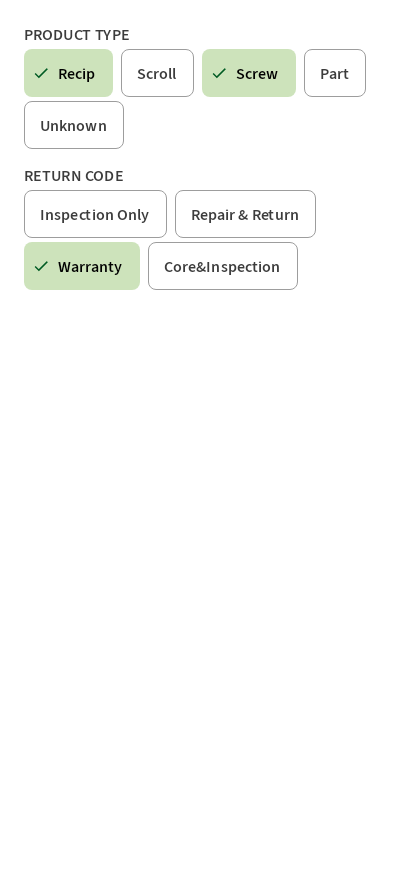 PRODUCT TYPE
Recip Scroll Screw Part
Unknown
RETURN CODE
Inspection Only Repair & Return
Warranty Core&Inspection